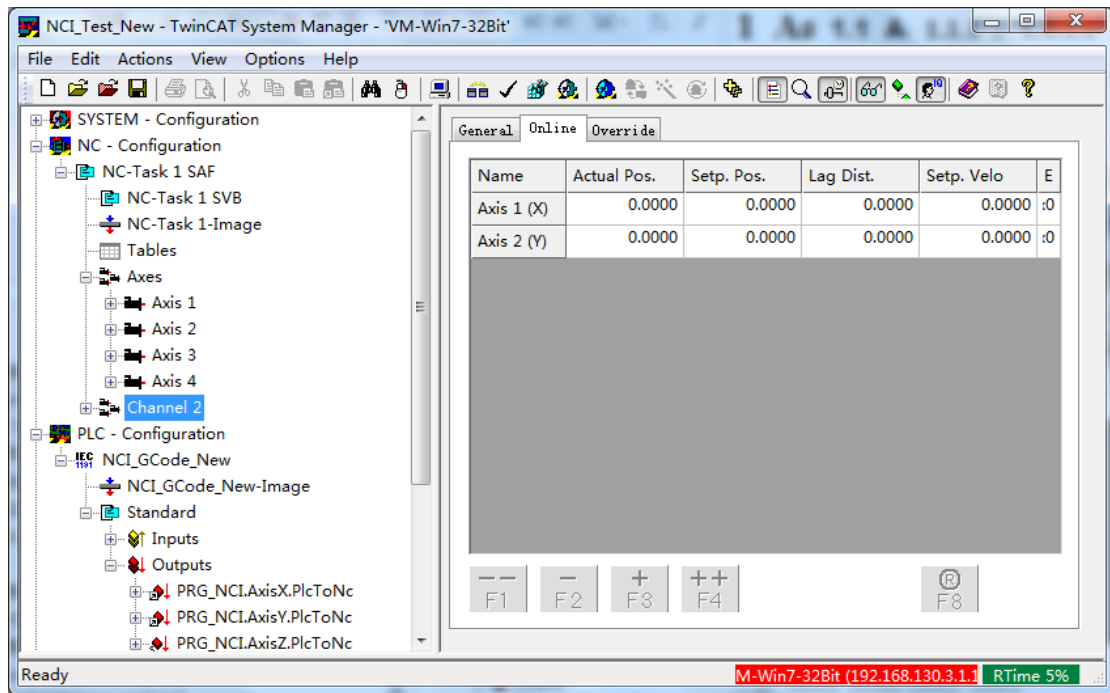 NCI_Test_New - TwinCAT System Manager - 'VM-Win7-32Bit'
File Edit Actions View Options Help
SYSTEM - Configuration
NC - Configuration
NC-Task 1 SAF
NC-Task 1 SVB
NC-Task 1-Image
Tables
Axes
Axis 1
Axis 2
Axis 3
Axis 4
Channel 2
PLC - Configuration
IEC 1131 NCI_GCode_New
NCI_GCode_New-Image
Standard
Inputs
Outputs
PRG_NCI.AxisX.PlcToNc
PRG_NCI.AxisY.PlcToNc
PRG_NCI.AxisZ.PlcToNc
General Online Override
Name Actual Pos. Setp. Pos. Lag Dist. Setp. Velo E
Axis 1 (X) 0.0000 0.0000 0.0000 0.0000 :0
Axis 2 (Y) 0.0000 0.0000 0.0000 0.0000 :0
-- - + ++ ®
F1 F2 F3 F4 F8
Ready M-Win7-32Bit (192.168.130.3.1.1 RTime 5%